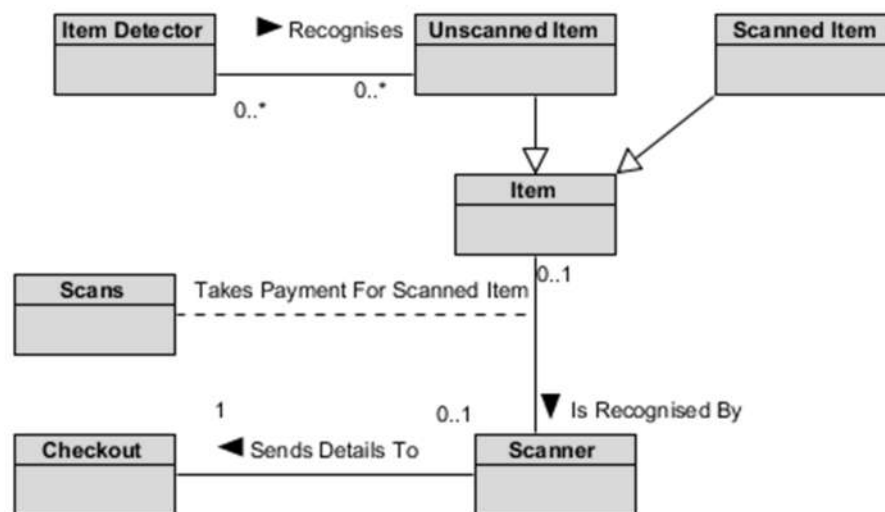 Item Detector
Recognises
Unscanned Item
Scanned Item
0..*
0..*
Item
0..1
Scans
Takes Payment For Scanned Item
1
0..1
Is Recognised By
Checkout
Sends Details To
Scanner